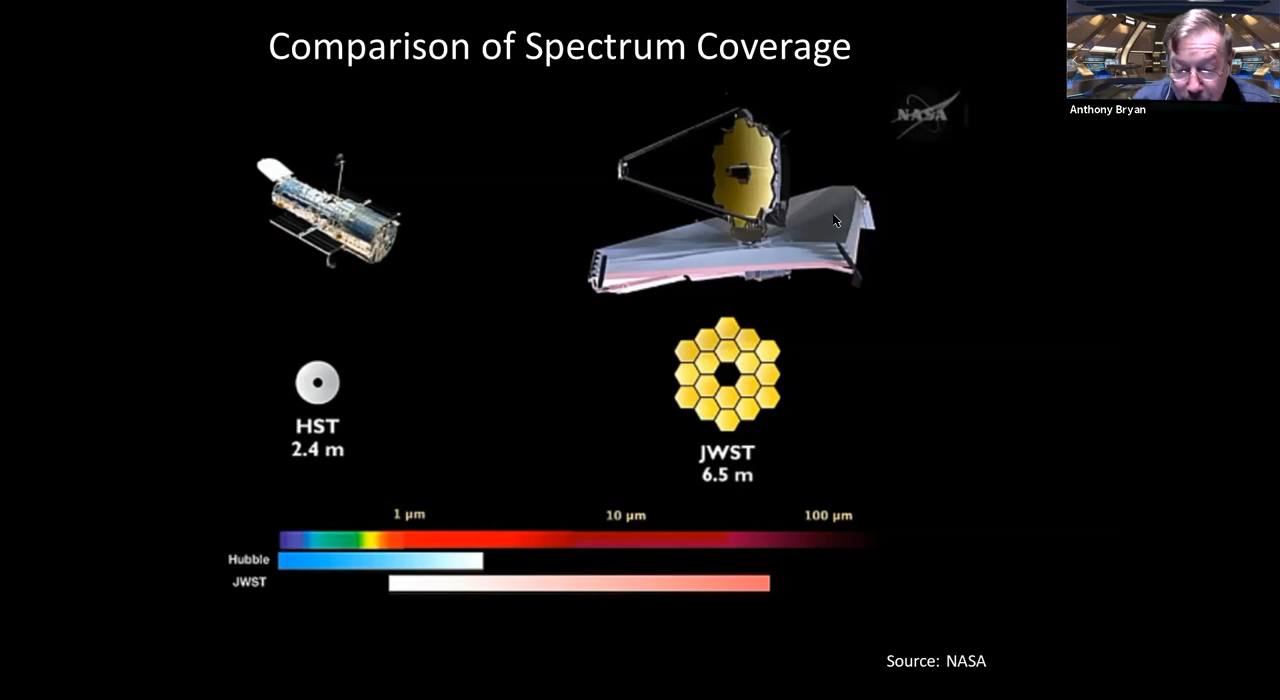 Comparison of Spectrum Coverage
NASA
Anthony Bryan
HST
2.4 m
JWST
6.5 m
1 µm
10 µm
100 µm
Hubble
JWST
Source: NASA